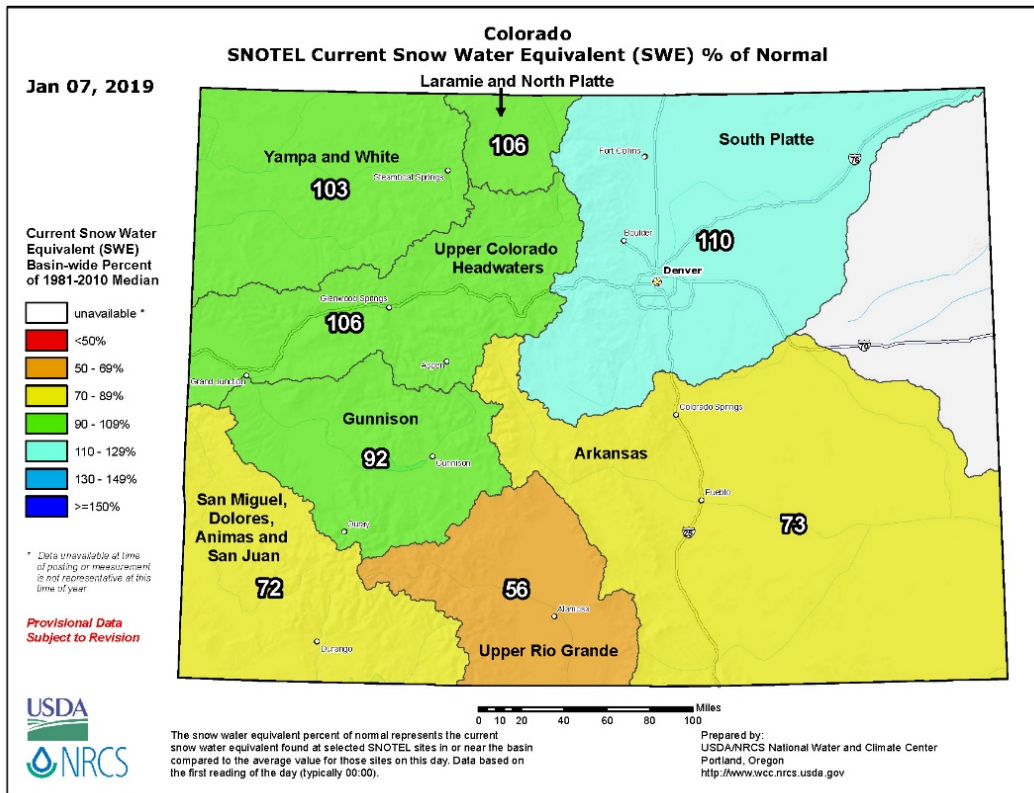 Colorado
SNOTEL Current Snow Water Equivalent (SWE) % of Normal
Jan 07, 2019
Laramie and North Platte
106
Yampa and White
103
Steamboat Springs
Fort Collins
South Platte
76
Current Snow Water
Equivalent (SWE)
Basin-wide Percent
of 1981-2010 Median
unavailable *
<50%
50 - 69%
70 - 89%
90 - 109%
110 - 129%
130 - 149%
>=150%
* Data unavailable at time
of posting or measurement
is not representative at this
time of year
Provisional Data
Subject to Revision
Upper Colorado
Headwaters
Boulder
110
Denver
Glenwood Springs
106
Aspen
Grand Junction
70
Gunnison
92
Gunnison
Colorado Springs
Arkansas
Pueblo
73
25
San Miguel,
Dolores,
Animas and
San Juan
72
Ouray
Durango
56
Alamosa
Upper Rio Grande
USDA
NRCS
0 10 20 40 60 80 100 Miles
The snow water equivalent percent of normal represents the current
snow water equivalent found at selected SNOTEL sites in or near the basin
compared to the average value for those sites on this day. Data based on
the first reading of the day (typically 00:00).
Prepared by:
USDA/NRCS National Water and Climate Center
Portland, Oregon
http://www.wcc.nrcs.usda.gov